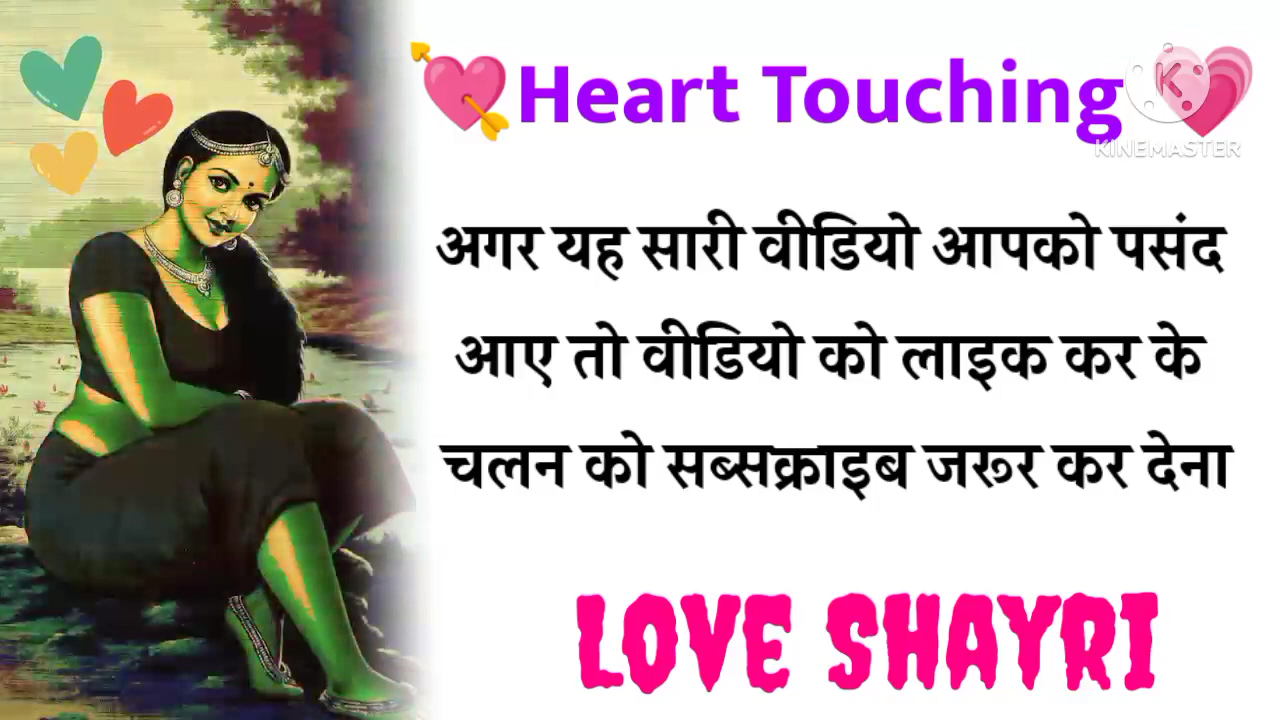 💘Heart Touching💗
KINEMASTER
अगर यह सारी वीडियो आपको पसंद
आए तो वीडियो को लाइक कर के
चलन को सब्सक्राइब जरूर कर देना
LOVE SHAYRI